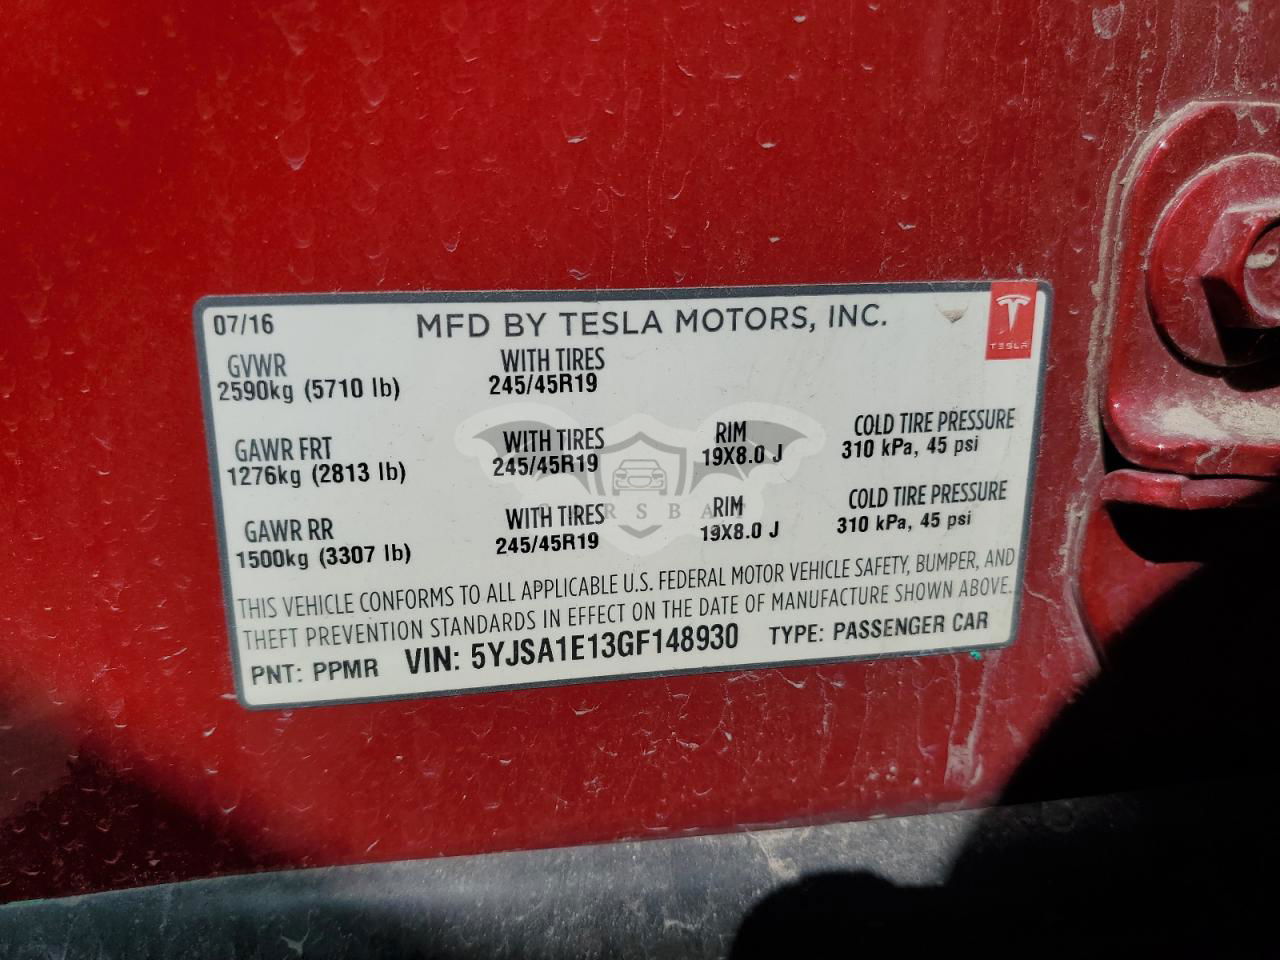 07/16 MFD BY TESLA MOTORS, INC.
TESLA
GVWR WITH TIRES
2590kg (5710 lb) 245/45R19
GAWR FRT WITH TIRES RIM COLD TIRE PRESSURE
1276kg (2813 lb) 245/45R19 19X8.0 J 310 kPa, 45 psi
GAWR RR WITH TIRES RIM COLD TIRE PRESSURE
1500kg (3307 lb) 245/45R19 19X8.0 J 310 kPa, 45 psi
THIS VEHICLE CONFORMS TO ALL APPLICABLE U.S. FEDERAL MOTOR VEHICLE SAFETY, BUMPER, AND
THEFT PREVENTION STANDARDS IN EFFECT ON THE DATE OF MANUFACTURE SHOWN ABOVE.
PNT: PPMR VIN: 5YJSA1E13GF148930 TYPE: PASSENGER CAR